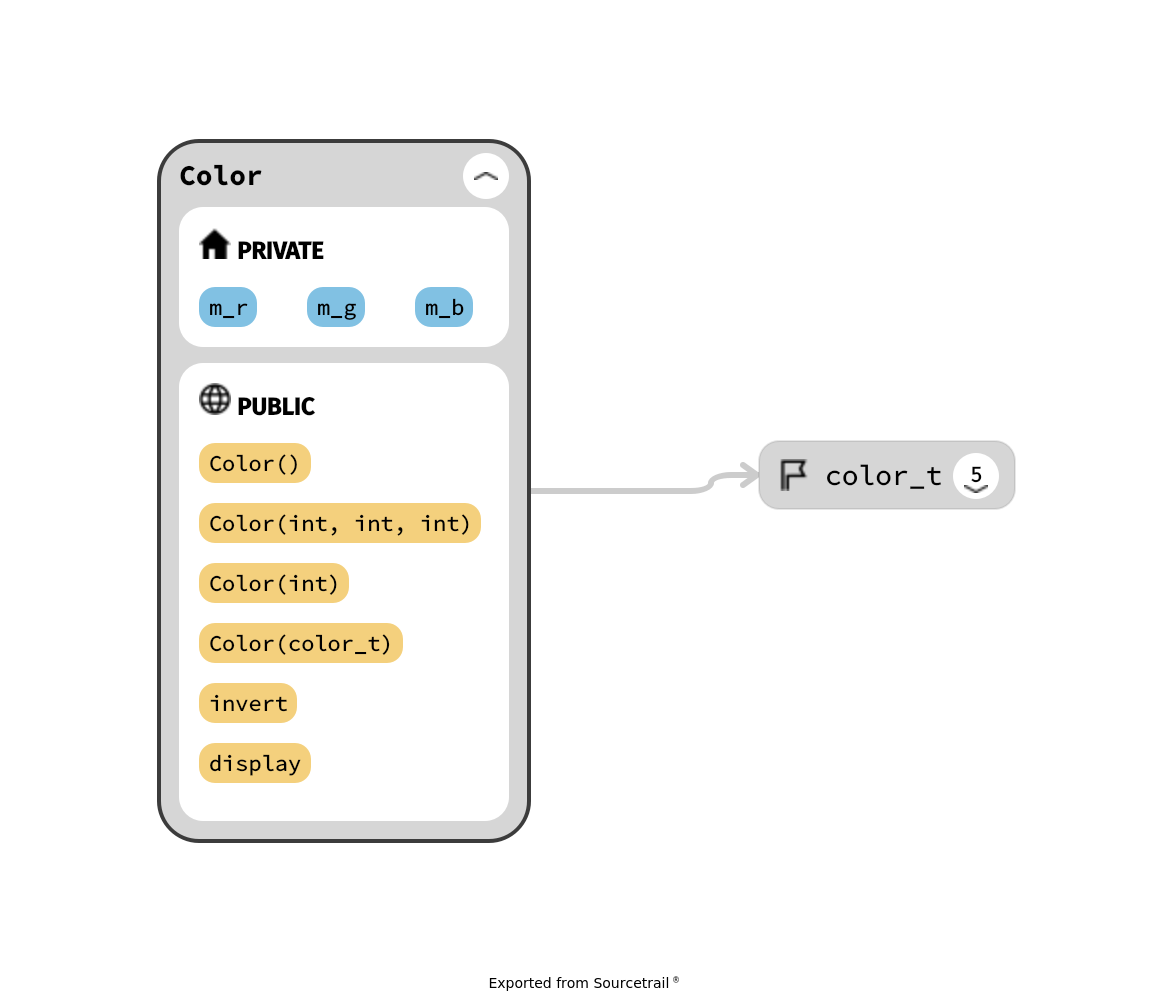 Color
PRIVATE
m_r m_g m_b
PUBLIC
Color()
Color(int, int, int)
color_t 5
Color(int)
Color(color_t)
invert
display
Exported from Sourcetrail ®